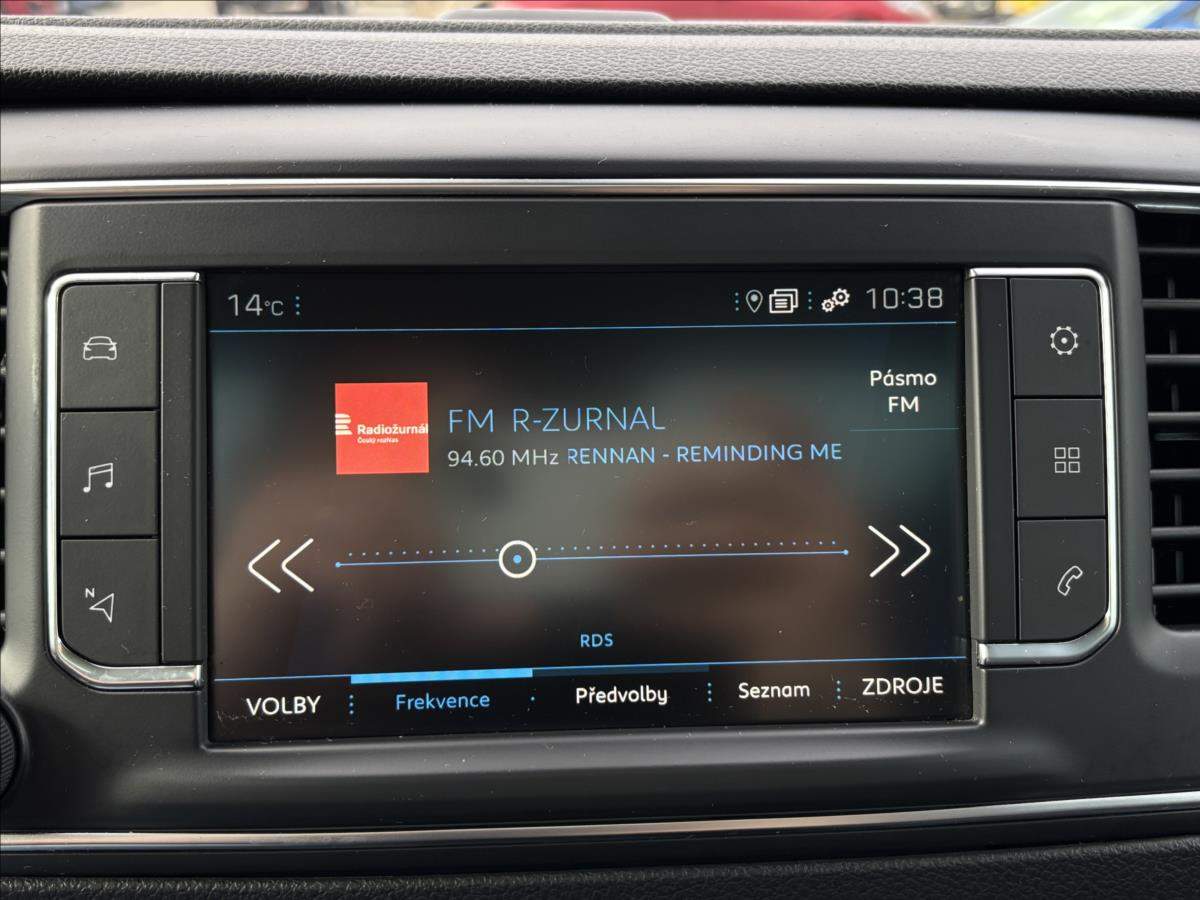 14°C
10:38
Pásmo
FM
Radiožurnál
Český rozhlas
FM R-ZURNAL
94.60 MHz RENNAN - REMINDING ME
N
RDS
VOLBY
Frekvence
Předvolby
Seznam
ZDROJE